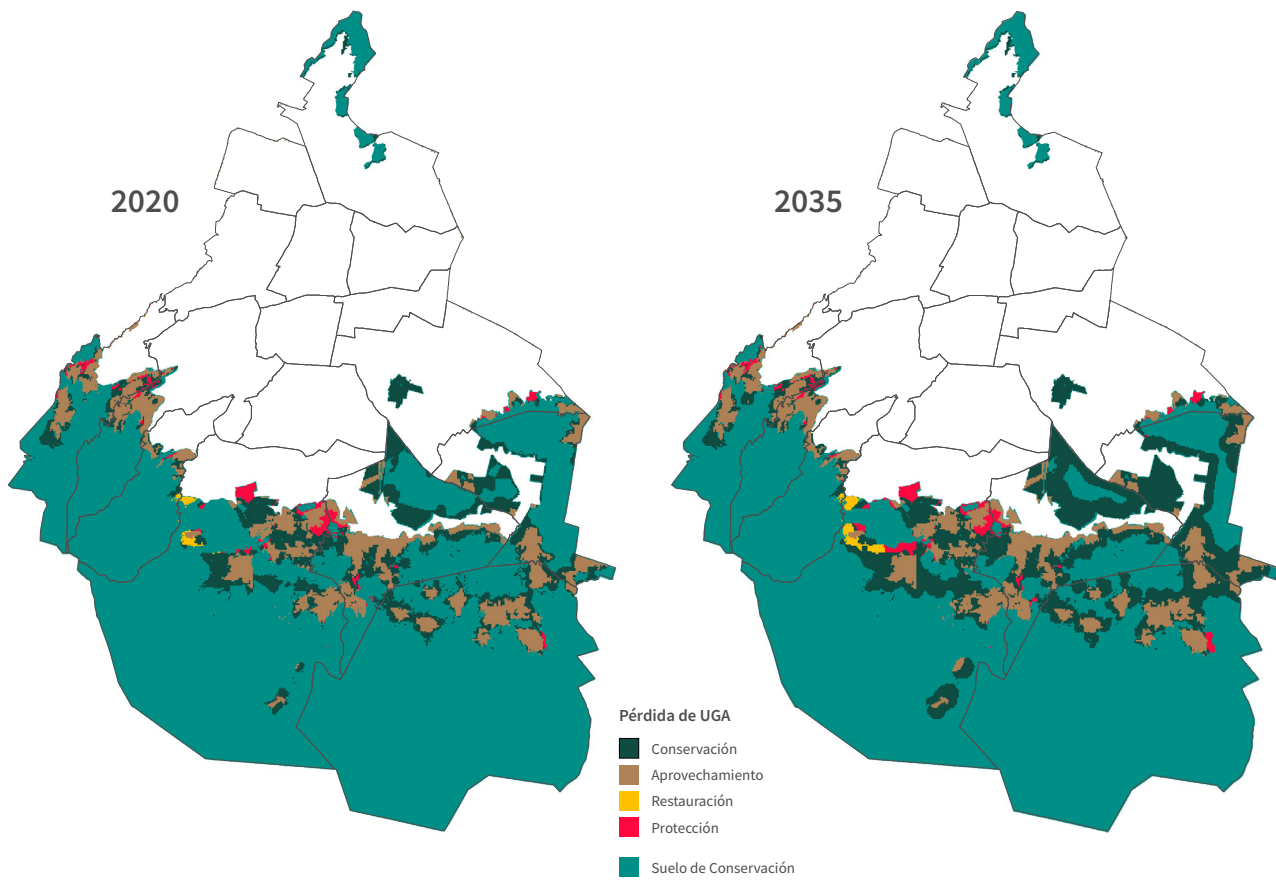 2020
2035
Pérdida de UGA
Conservación
Aprovechamiento
Restauración
Protección
Suelo de Conservación